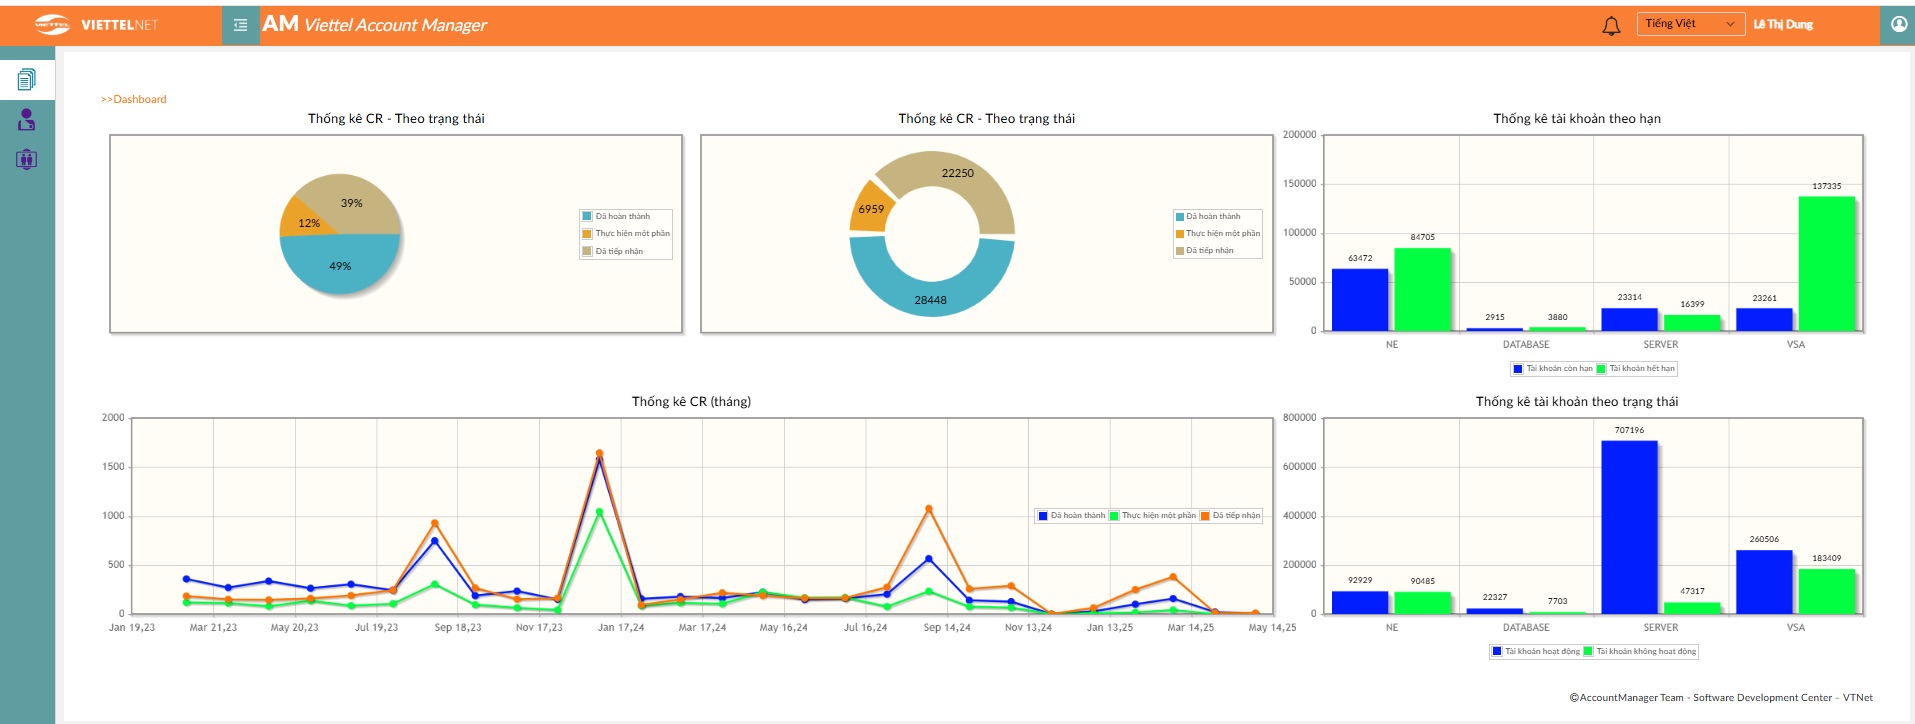 VIETTEL
VIETTELNET
AM Viettel Account Manager
Tiếng Việt
Lê Thị Dung
>>Dashboard
Thống kê CR - Theo trạng thái
39%
12%
49%
Đã hoàn thành
Thực hiện một phần
Đã tiếp nhận
Thống kê CR - Theo trạng thái
22250
6959
28448
Đã hoàn thành
Thực hiện một phần
Đã tiếp nhận
Thống kê tài khoản theo hạn
200000
150000
100000
50000
0
63472
84705
2915
3880
23314
16399
23261
137335
NE
DATABASE
SERVER
VSA
Tài khoản còn hạn
Tài khoản hết hạn
Thống kê CR (tháng)
2000
1500
1000
500
0
Đã hoàn thành
Thực hiện một phần
Đã tiếp nhận
Jan 19,23
Mar 21,23
May 20,23
Jul 19,23
Sep 18,23
Nov 17,23
Jan 17,24
Mar 17,24
May 16,24
Jul 16,24
Sep 14,24
Nov 13,24
Jan 13,25
Mar 14,25
May 14,25
Thống kê tài khoản theo trạng thái
800000
600000
400000
200000
0
92929
90485
22327
7703
707196
47317
260506
183409
NE
DATABASE
SERVER
VSA
Tài khoản hoạt động
Tài khoản không hoạt động
©AccountManager Team - Software Development Center - VTNet